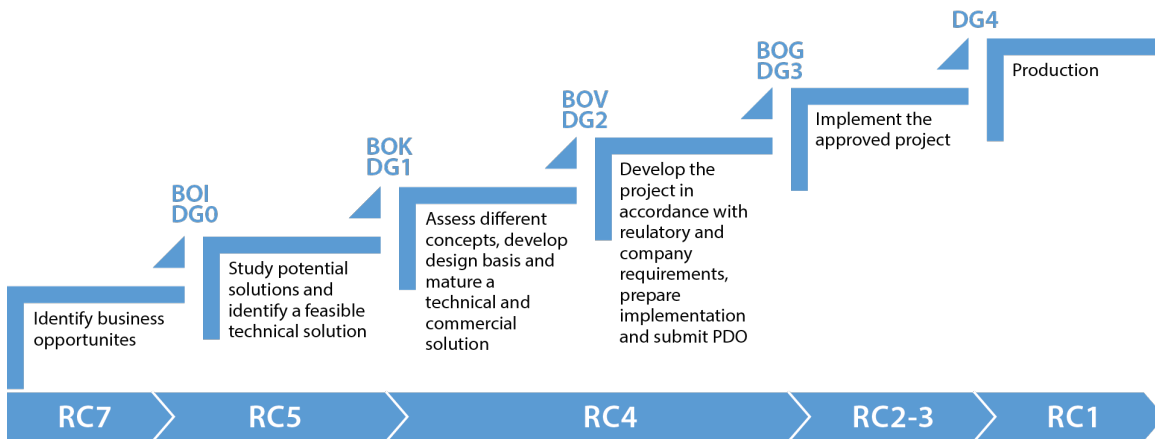 Identify business
opportunites
BOI
DG0
Study potential
solutions and
identify a feasible
technical solution
BOK
DG1
Assess different
concepts, develop
design basis and
mature a
technical and
commercial
solution
BOV
DG2
Develop the
project in
accordance with
reulatory and
company
requirements,
prepare
implementation
and submit PDO
BOG
DG3
Implement the
approved project
DG4
Production
RC7
RC5
RC4
RC2-3
RC1